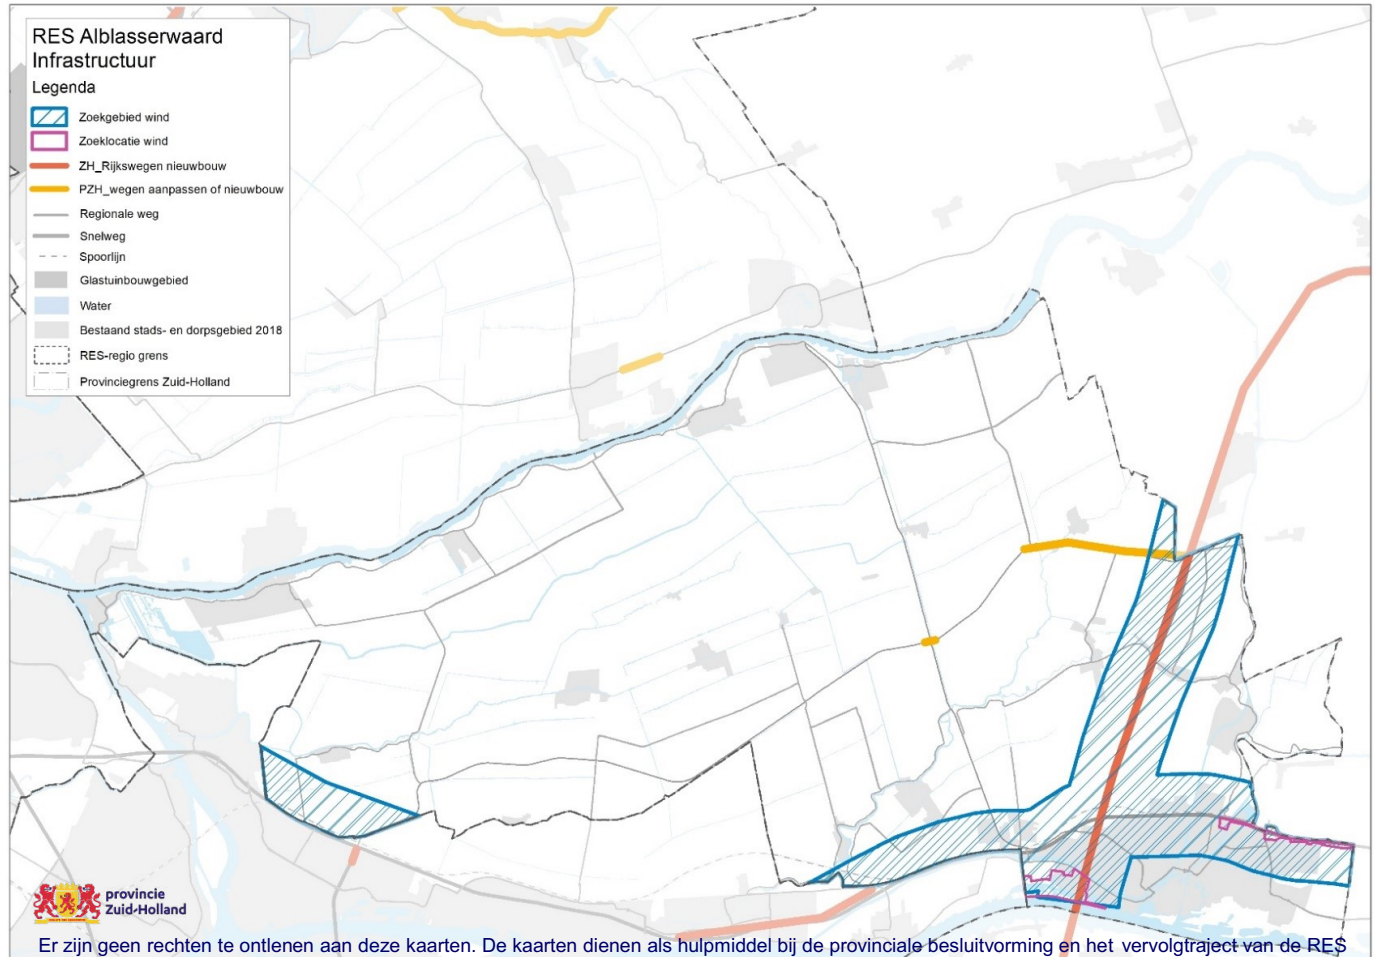 RES Alblasserwaard
Infrastructuur
Legenda
Zoekgebied wind
Zoeklocatie wind
ZH_Rijkswegen nieuwbouw
PZH_wegen aanpassen of nieuwbouw
Regionale weg
Snelweg
Spoorlijn
Glastuinbouwgebied
Water
Bestaand stads- en dorpsgebied 2018
RES-regio grens
Provinciegrens Zuid-Holland
provincie
Zuid-Holland
Er zijn geen rechten te ontlenen aan deze kaarten. De kaarten dienen als hulpmiddel bij de provinciale besluitvorming en het vervolgtraject van de RES